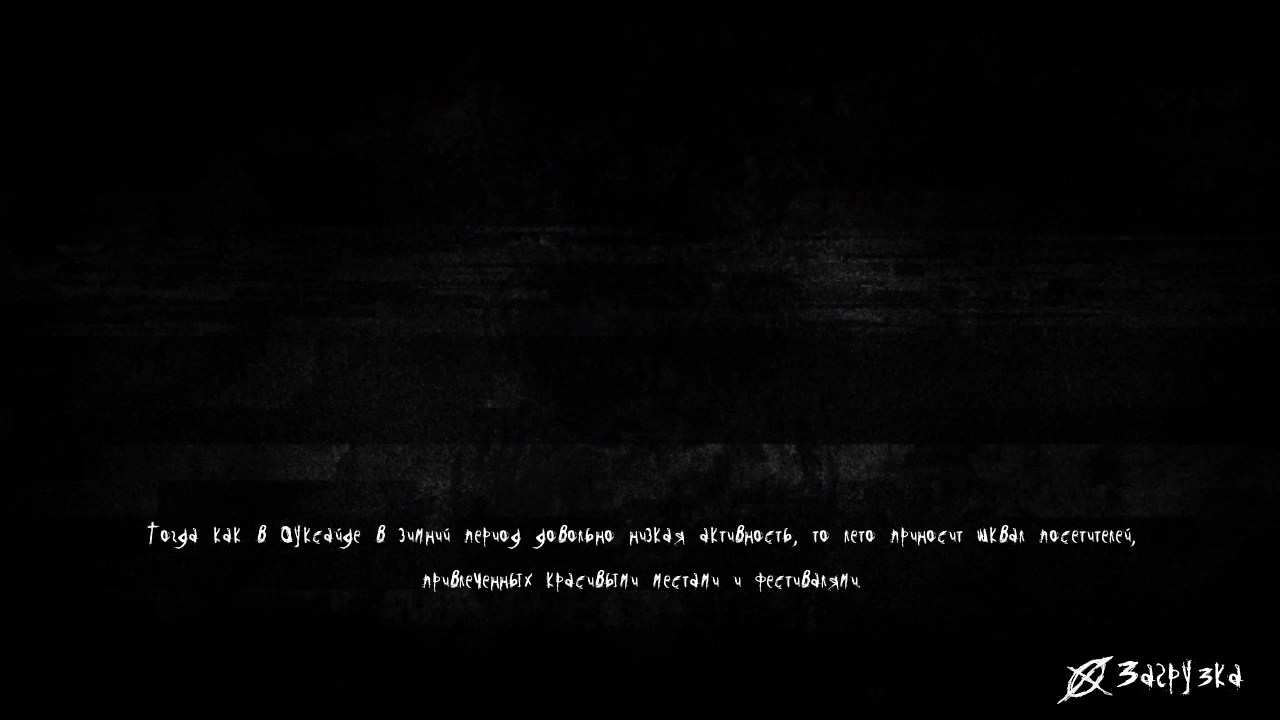 Тогда как в Оуксайде в зимний период довольно низкая активность, то лето приносит шквал посетителей,
привлеченных красивыми местами и фестивалями.
Загрузка